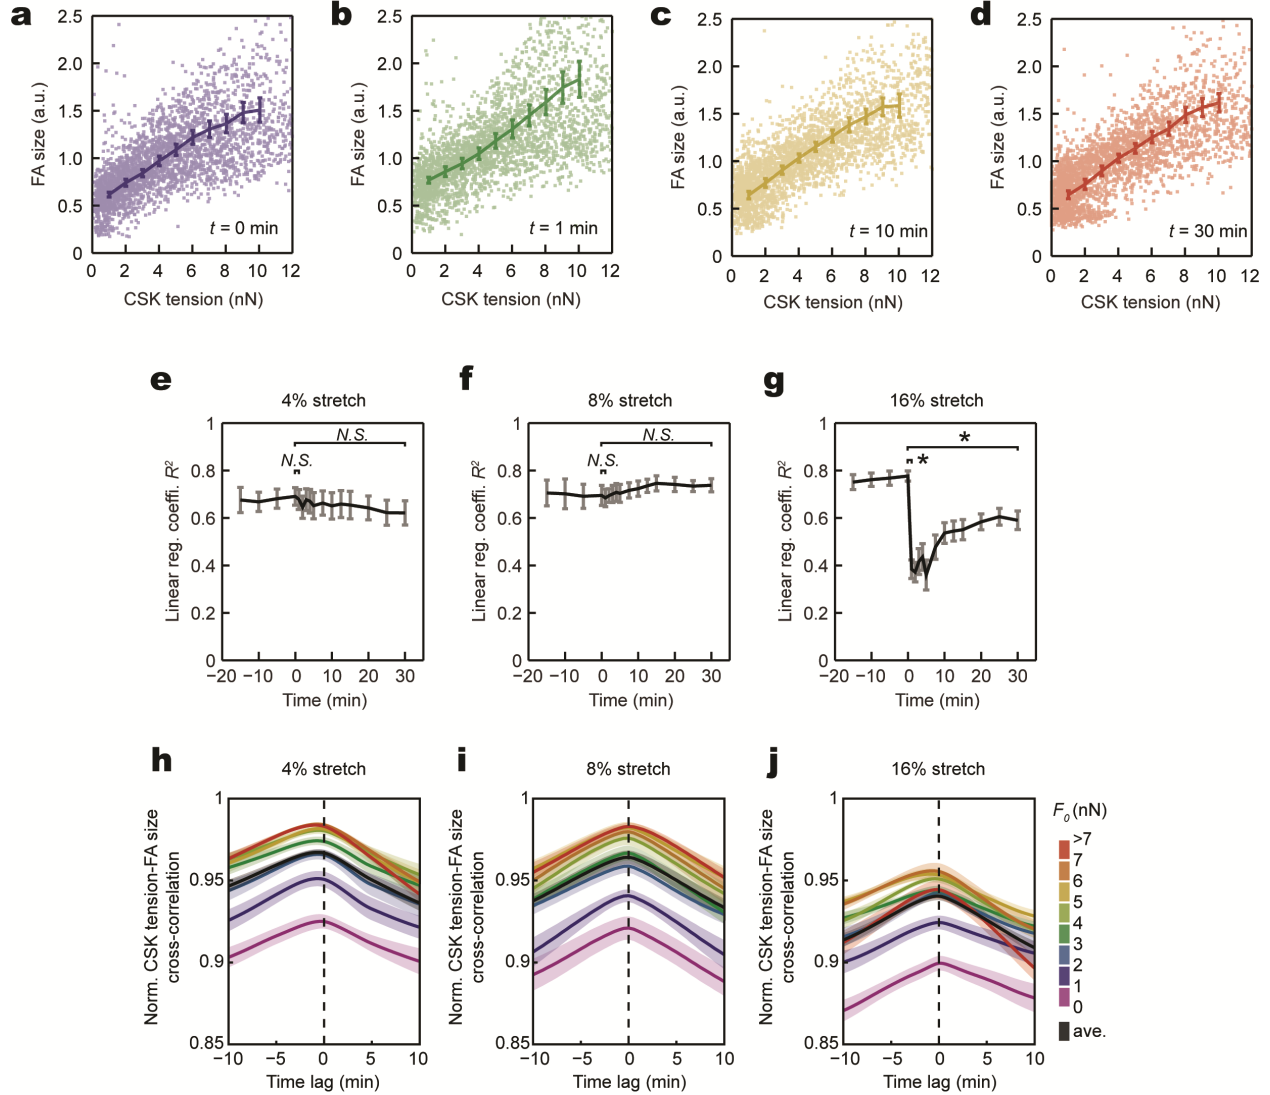 a
b
c
d
FA size (a.u.)
2.5
2.0
1.5
1.0
0.5
0
t = 0 min
0 2 4 6 8 10 12
CSK tension (nN)
FA size (a.u.)
2.5
2.0
1.5
1.0
0.5
0
t = 1 min
0 2 4 6 8 10 12
CSK tension (nN)
FA size (a.u.)
2.5
2.0
1.5
1.0
0.5
0
t = 10 min
0 2 4 6 8 10 12
CSK tension (nN)
FA size (a.u.)
2.5
2.0
1.5
1.0
0.5
0
t = 30 min
0 2 4 6 8 10 12
CSK tension (nN)
e
4% stretch
Linear reg. coeffi. R²
1
0.8
0.6
0.4
0.2
0
N.S.
N.S.
−20 −10 0 10 20 30
Time (min)
f
8% stretch
Linear reg. coeffi. R²
1
0.8
0.6
0.4
0.2
0
N.S.
N.S.
−20 −10 0 10 20 30
Time (min)
g
16% stretch
Linear reg. coeffi. R²
1
0.8
0.6
0.4
0.2
0
*
*
−20 −10 0 10 20 30
Time (min)
h
4% stretch
Norm. CSK tension-FA size
cross-correlation
1
0.95
0.9
0.85
−10 −5 0 5 10
Time lag (min)
i
8% stretch
Norm. CSK tension-FA size
cross-correlation
1
0.95
0.9
0.85
−10 −5 0 5 10
Time lag (min)
j
16% stretch
Norm. CSK tension-FA size
cross-correlation
1
0.95
0.9
0.85
−10 −5 0 5 10
Time lag (min)
F₀ (nN)
>7
7
6
5
4
3
2
1
0
ave.